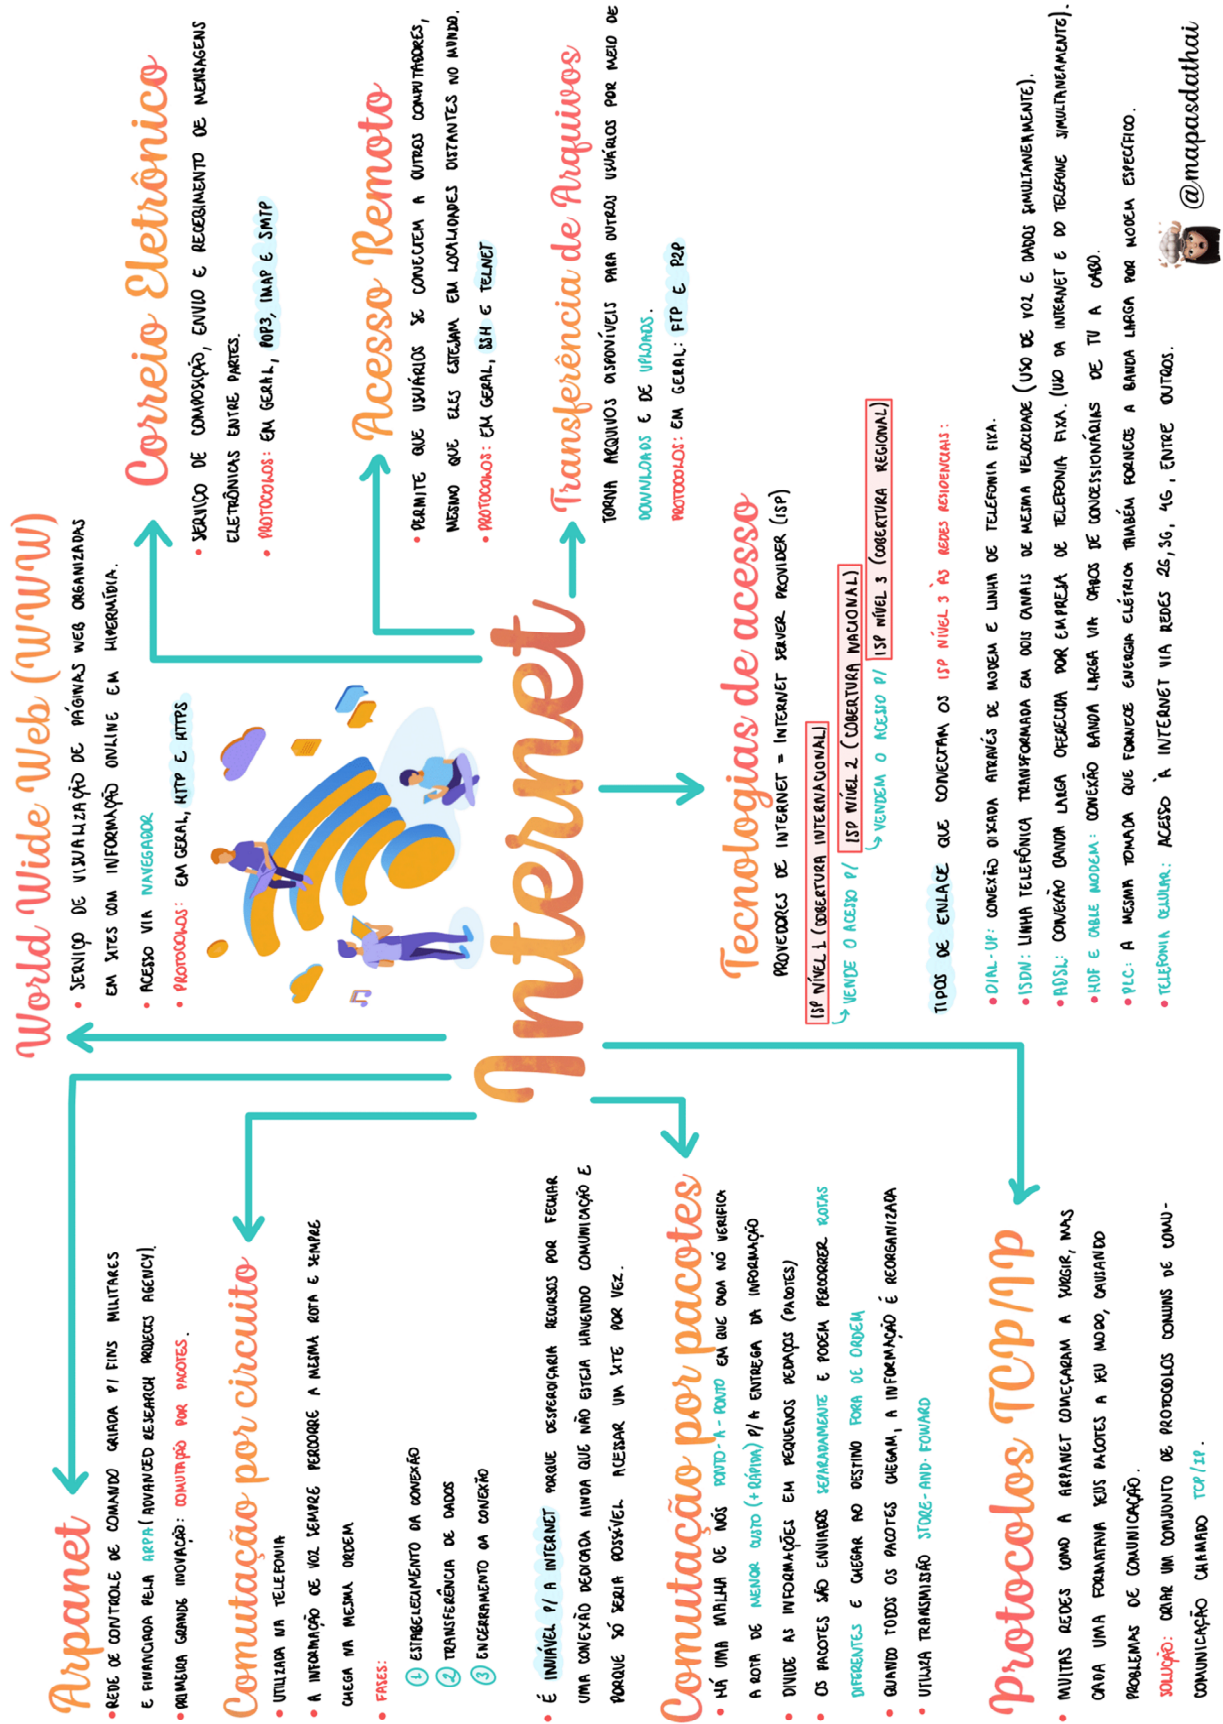 Internet
Arpanet
• REDE DE CONTROLE DE COMANDO CRIADA P/ FINS MILITARES
E FINANCIADA PELA ARPA (ADVANCED RESEARCH PROJECTS AGENCY).
• PRIMEIRA GRANDE INOVAÇÃO: COMUTAÇÃO POR PACOTES.
Comutação por circuito
• UTILIZADA NA TELEFONIA
• A INFORMAÇÃO DE VOZ SEMPRE PERCORRE A MESMA ROTA E SEMPRE
CHEGA NA MESMA ORDEM
• FASES:
1 ESTABELECIMENTO DA CONEXÃO
2 TRANSFERÊNCIA DE DADOS
3 ENCERRAMENTO DA CONEXÃO
• É INVIÁVEL P/ A INTERNET PORQUE DESPERDIÇARIA RECURSOS POR FECHAR
UMA CONEXÃO DEDICADA AINDA QUE NÃO ESTEJA HAVENDO COMUNICAÇÃO E
PORQUE SÓ SERIA POSSÍVEL ACESSAR UM SITE POR VEZ.
Comutação por pacotes
• HÁ UMA MALHA DE NÓS PONTO-A-PONTO EM QUE CADA NÓ VERIFICA
A ROTA DE MENOR CUSTO (+ RÁPIDA) P/ A ENTREGA DA INFORMAÇÃO
• DIVIDE AS INFORMAÇÕES EM PEQUENOS PEDAÇOS (PACOTES)
• OS PACOTES SÃO ENVIADOS SEPARADAMENTE E PODEM PERCORRER ROTAS
DIFERENTES E CHEGAR AO DESTINO FORA DE ORDEM
• QUANDO TODOS OS PACOTES CHEGAM, A INFORMAÇÃO É REORGANIZADA
• UTILIZA TRANSMISSÃO STORE-AND-FOWARD
Protocolos TCP/IP
• MUITAS REDES COMO A ARPANET COMEÇARAM A SURGIR, MAS
CADA UMA FORMATAVA SEUS PACOTES A SEU MODO, CAUSANDO
PROBLEMAS DE COMUNICAÇÃO.
SOLUÇÃO: CRIAR UM CONJUNTO DE PROTOCOLOS COMUNS DE COMU-
COMUNICAÇÃO CHAMADO TCP/IP.
World Wide Web (WWW)
• SERVIÇO DE VISUALIZAÇÃO DE PÁGINAS WEB ORGANIZADAS
EM SITES COM INFORMAÇÃO ONLINE EM HIPERMÍDIA.
• ACESSO VIA NAVEGADOR
• PROTOCOLOS: EM GERAL, HTTP E HTTPS
Correio Eletrônico
• SERVIÇO DE COMPOSIÇÃO, ENVIO E RECEBIMENTO DE MENSAGENS
ELETRÔNICAS ENTRE PARTES.
• PROTOCOLOS: EM GERAL, POP3, IMAP E SMTP
Acesso Remoto
• PERMITE QUE USUÁRIOS SE CONECTEM A OUTROS COMPUTADORES,
MESMO QUE ELES ESTEJAM EM LOCALIDADES DISTANTES NO MUNDO.
• PROTOCOLOS: EM GERAL, SSH E TELNET
Transferência de Arquivos
TORNA ARQUIVOS DISPONÍVEIS PARA OUTROS USUÁRIOS POR MEIO DE
DOWNLOADS E DE UPLOADS.
PROTOCOLOS: EM GERAL: FTP E P2P
Tecnologias de acesso
PROVEDORES DE INTERNET = INTERNET SERVER PROVIDER (ISP)
ISP NÍVEL 1 (COBERTURA INTERNACIONAL)
VENDE O ACESSO P/ ISP NÍVEL 2 (COBERTURA NACIONAL)
VENDEM O ACESSO P/ ISP NÍVEL 3 (COBERTURA REGIONAL)
TIPOS DE ENLACE QUE CONECTAM OS ISP NÍVEL 3 ÀS REDES RESIDENCIAIS:
• DIAL-UP: CONEXÃO DISCADA ATRAVÉS DE MODEM E LINHA DE TELEFONIA FIXA.
• ISDN: LINHA TELEFÔNICA TRANSFORMADA EM DOIS CANAIS DE MESMA VELOCIDADE (USO DE VOZ E DADOS SIMULTANEAMENTE).
• ADSL: CONEXÃO BANDA LARGA OFERECIDA POR EMPRESA DE TELEFONIA FIXA. (USO DA INTERNET E DO TELEFONE SIMULTANEAMENTE).
• HDF E CABLE MODEM: CONEXÃO BANDA LARGA VIA CABOS DE CONCESSIONÁRIAS DE TV A CABO.
• PLC: A MESMA TOMADA QUE FORNECE ENERGIA ELÉTRICA TAMBÉM FORNECE A BANDA LARGA POR MODEM ESPECÍFICO.
• TELEFONIA CELULAR: ACESSO À INTERNET VIA REDES 2G, 3G, 4G, ENTRE OUTROS.
@mapasdathai